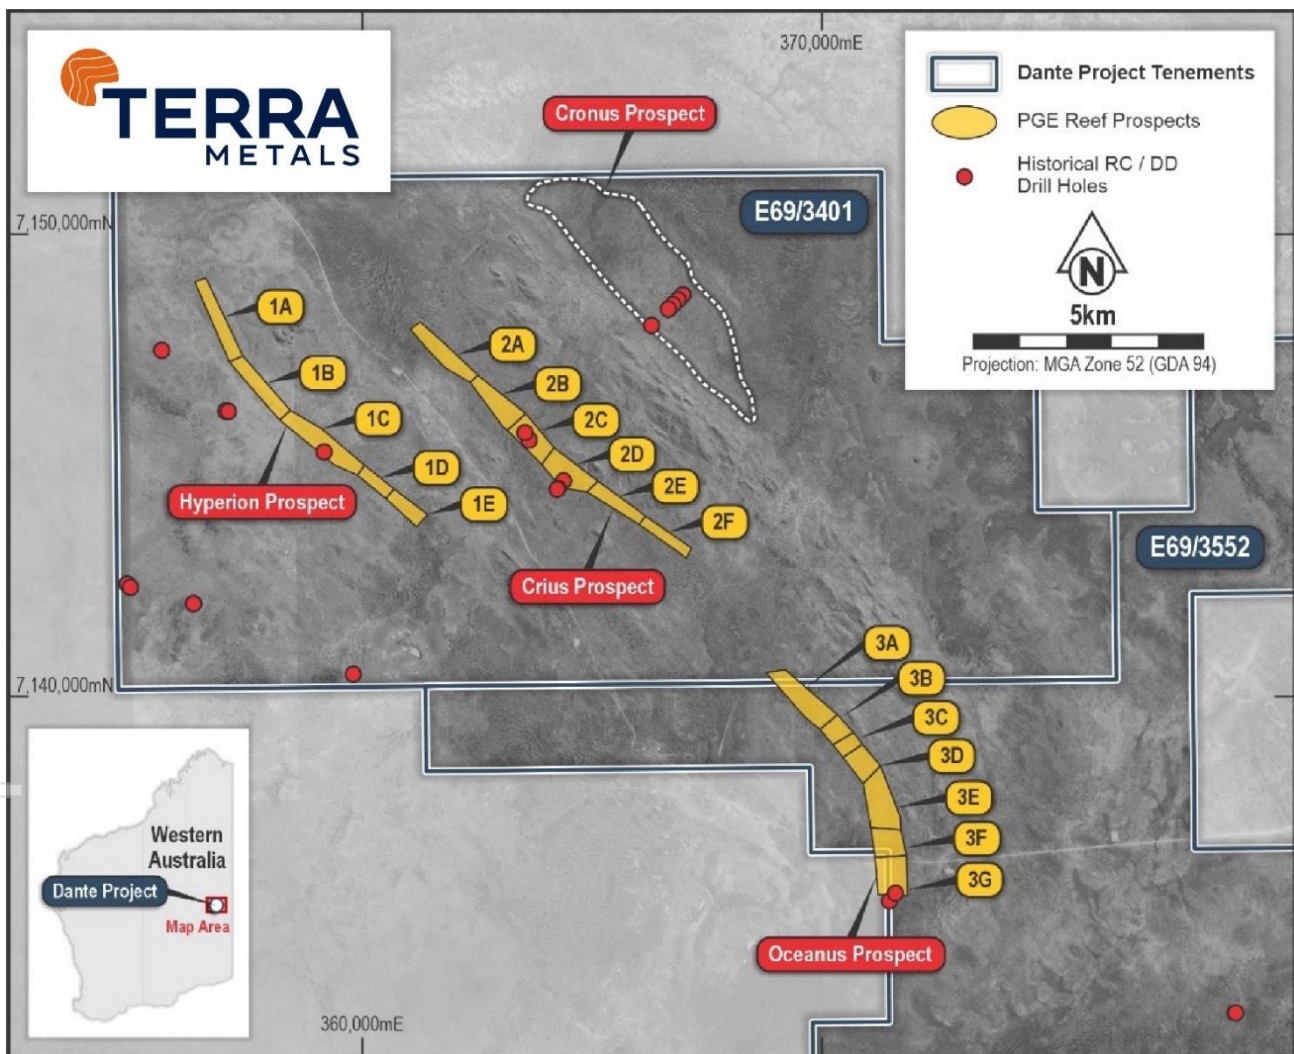 370,000mE
TERRA
METALS
Dante Project Tenements
PGE Reef Prospects
Historical RC / DD
Drill Holes
N
5km
Projection: MGA Zone 52 (GDA 94)
Cronus Prospect
E69/3401
7,150,000mN
1A
1B
1C
1D
1E
Hyperion Prospect
2A
2B
2C
2D
2E
2F
Crius Prospect
E69/3552
7,140,000mN
3A
3B
3C
3D
3E
3F
3G
Oceanus Prospect
Western
Australia
Dante Project
Map Area
360,000mE